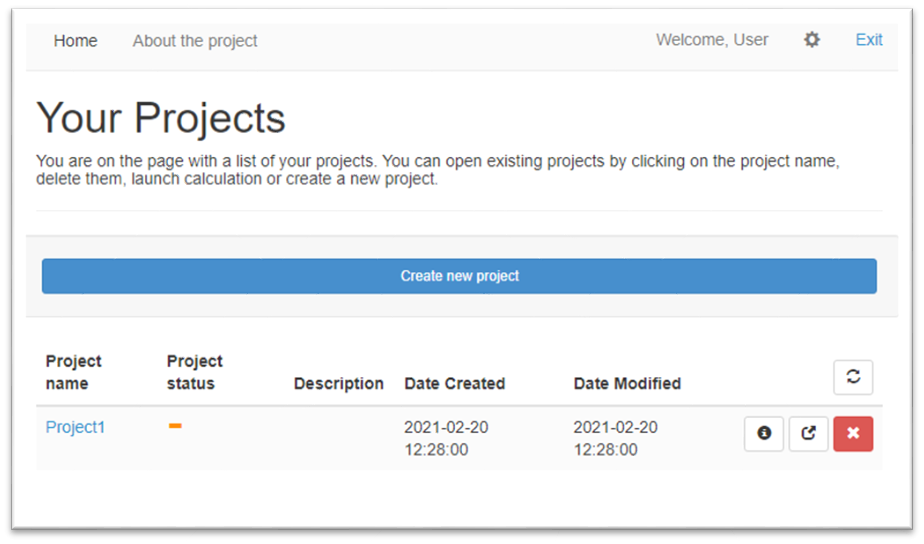 Home About the project Welcome, User Exit
Your Projects
You are on the page with a list of your projects. You can open existing projects by clicking on the project name,
delete them, launch calculation or create a new project.
Create new project
Project name Project status Description Date Created Date Modified
Project1 2021-02-20 12:28:00 2021-02-20 12:28:00